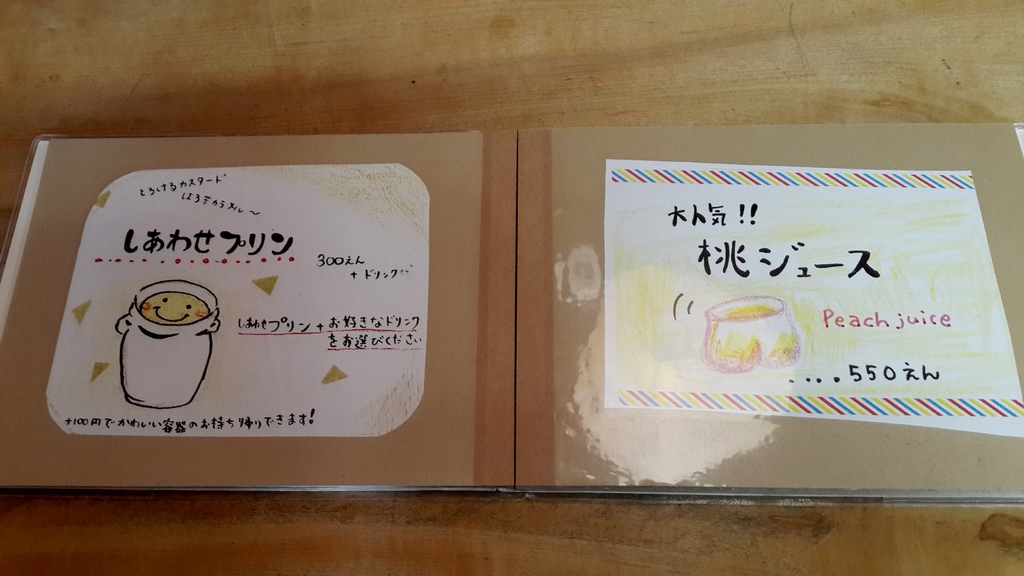 とろけるカスタード
ほろ苦カラメル〜
しあわせプリン
300えん
+ ドリンク代
しあわせプリン + お好きなドリンク
をお選びください
+100円でかわいい容器のお持ち帰りできます!
大人気!!
桃ジュース
Peach juice
....550えん